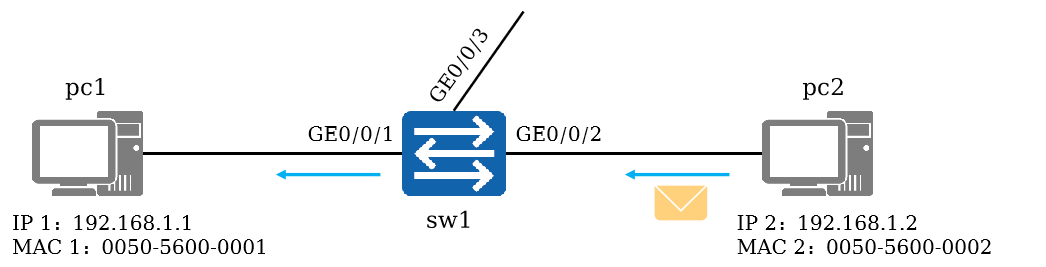 GE0/0/3
pc1
pc2
GE0/0/1
GE0/0/2
sw1
IP 1：192.168.1.1
MAC 1：0050-5600-0001
IP 2：192.168.1.2
MAC 2：0050-5600-0002